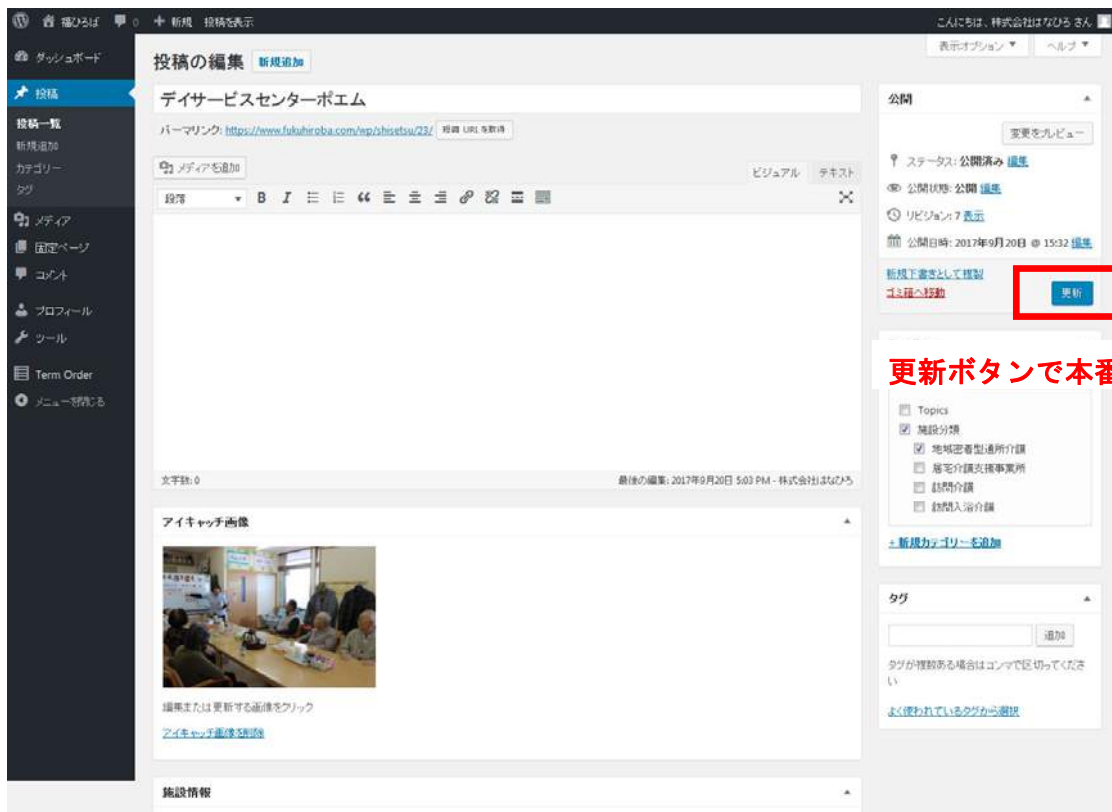 福ひろば 0 + 新規 投稿を表示
こんにちは、株式会社はなひろ さん
ダッシュボード
投稿
投稿一覧
新規追加
カテゴリー
タグ
メディア
固定ページ
コメント
プロフィール
ツール
Term Order
メニューを閉じる
表示オプション ▼
ヘルプ ▼
投稿の編集 新規追加
デイサービスセンターポエム
パーマリンク: https://www.fukuhiroba.com/wp/shisetsu/23/ 短縮 URL を取得
メディアを追加
ビジュアル テキスト
段落
文字数: 0
最後の編集: 2017年9月20日 5:03 PM - 株式会社はなひろ
アイキャッチ画像
編集または更新する画像をクリック
アイキャッチ画像を削除
施設情報
公開
変更をプレビュー
ステータス: 公開済み 編集
公開状態: 公開 編集
リビジョン: 7 表示
公開日時: 2017年9月20日 @ 15:32 編集
新規下書きとして複製
ゴミ箱へ移動
更新
更新ボタンで本番
Topics
施設分類
地域密着型通所介護
居宅介護支援事業所
訪問介護
訪問入浴介護
+ 新規カテゴリーを追加
タグ
追加
タグが複数ある場合はコンマで区切ってください
よく使われているタグから選択